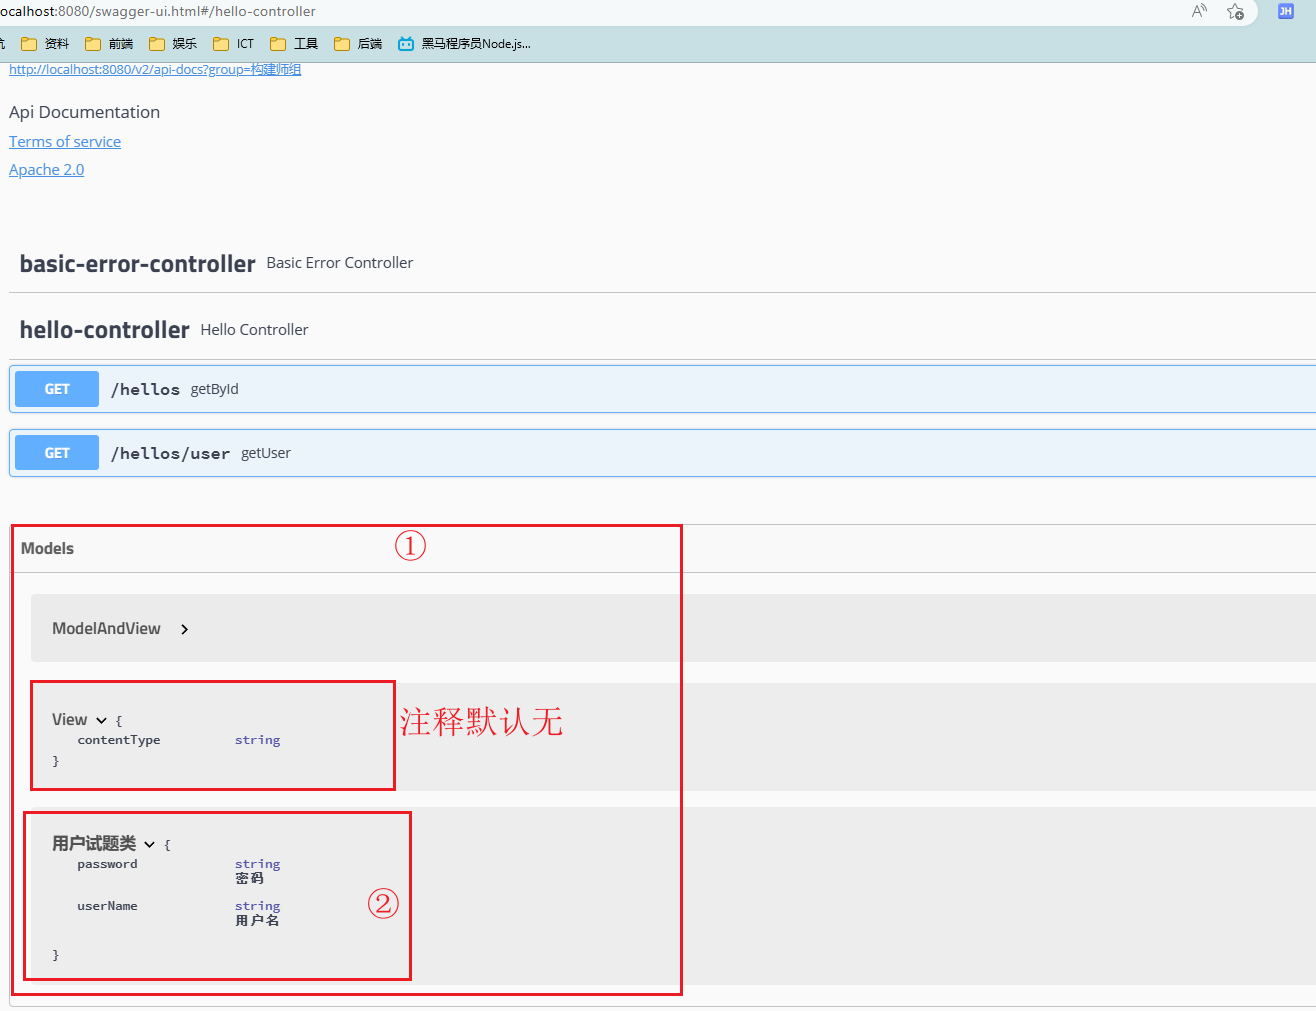 ocalhost:8080/swagger-ui.html#/hello-controller
A
JH
资料 前端 娱乐 ICT 工具 后端 黑马程序员Node.js...
http://localhost:8080/v2/api-docs?group=构建师组
Api Documentation
Terms of service
Apache 2.0
basic-error-controller Basic Error Controller
hello-controller Hello Controller
GET /hellos getById
GET /hellos/user getUser
Models ①
ModelAndView
View {
注释默认无
contentType string
}
用户试题类 {
password string
密码
userName string ②
用户名
}